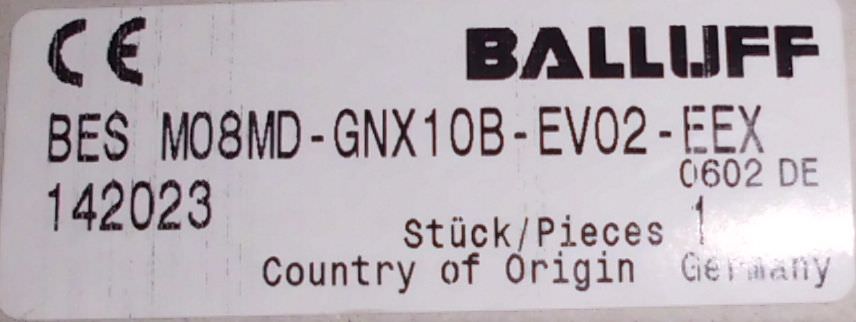 CE BALLUFF
BES M08MD-GNX10B-EV02-EEX
0602 DE
142023
Stück/Pieces 1
Country of Origin Germany